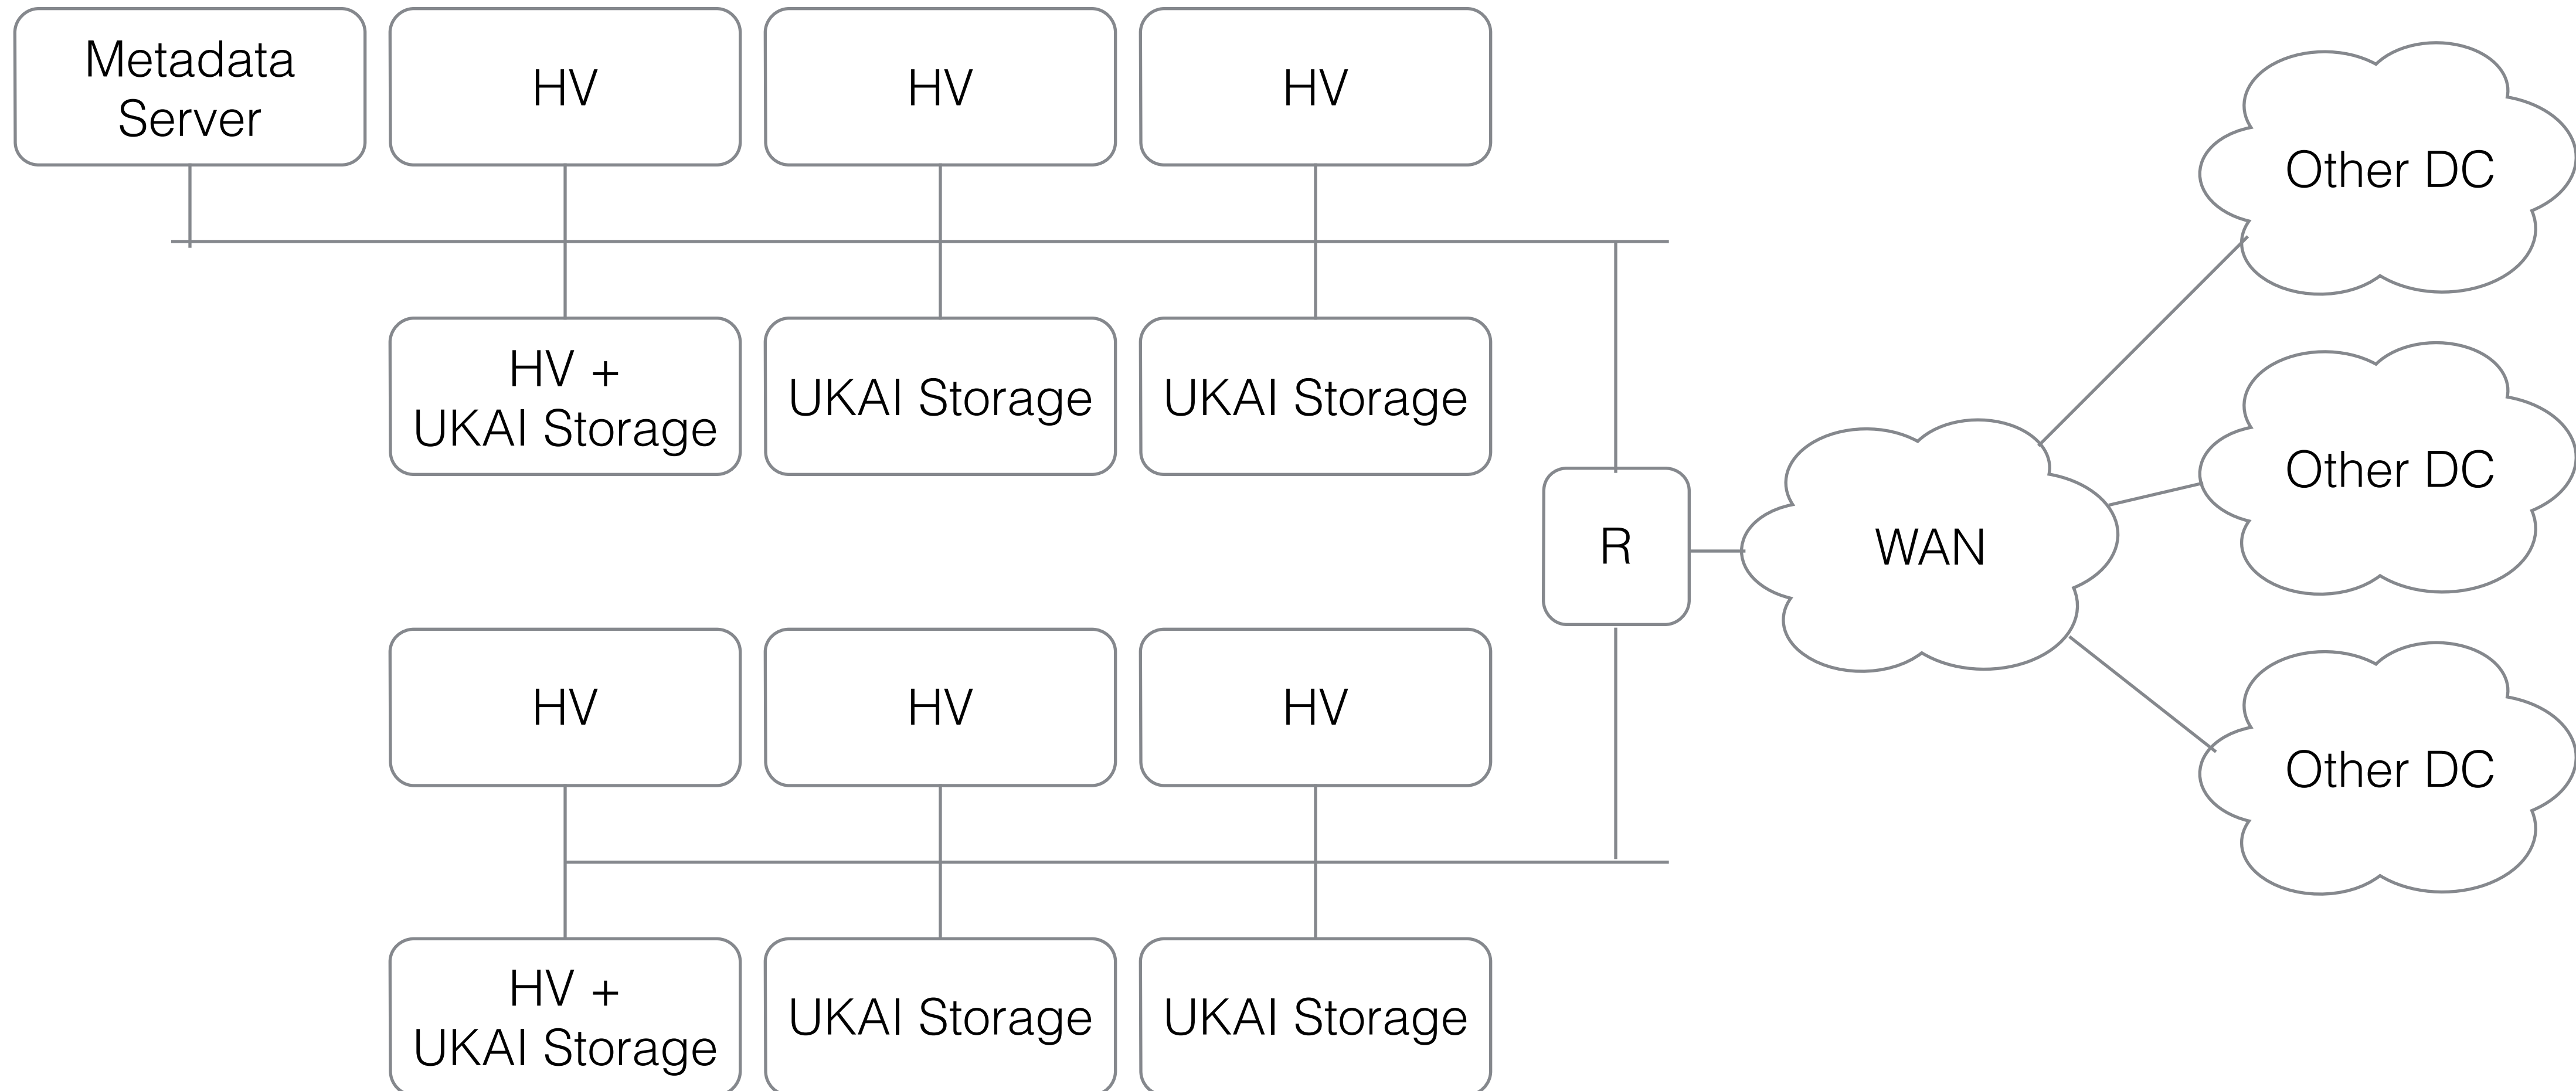 Metadata
Server
HV
HV
HV
HV +
UKAI Storage
UKAI Storage
UKAI Storage
R
WAN
Other DC
Other DC
Other DC
HV
HV
HV
HV +
UKAI Storage
UKAI Storage
UKAI Storage